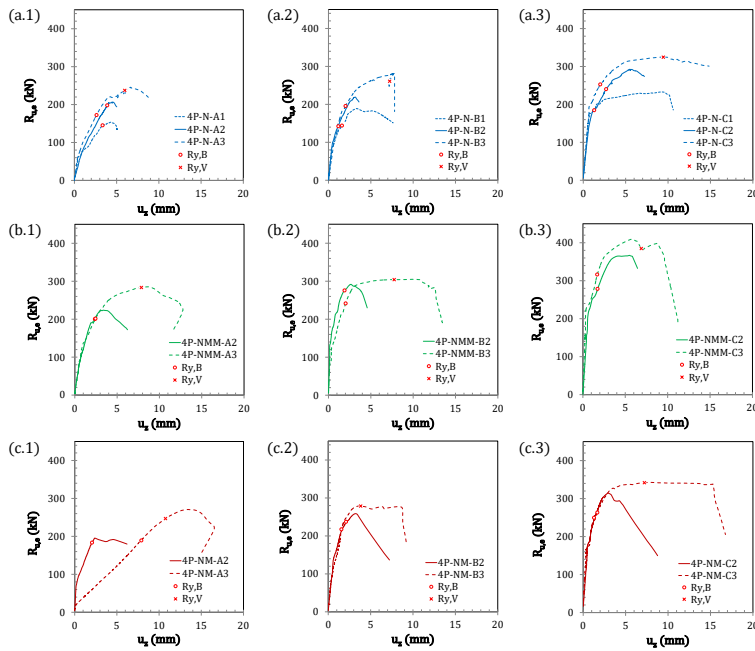 (a.1)
400
300
200
100
0
0 5 10 15 20
R_u,e (kN)
u_z (mm)
4P-N-A1
4P-N-A2
4P-N-A3
Ry,B
Ry,V
(a.2)
400
300
200
100
0
0 5 10 15 20
R_u,e (kN)
u_z (mm)
4P-N-B1
4P-N-B2
4P-N-B3
Ry,B
Ry,V
(a.3)
400
300
200
100
0
0 5 10 15 20
R_u,e (kN)
u_z (mm)
4P-N-C1
4P-N-C2
4P-N-C3
Ry,B
Ry,V
(b.1)
400
300
200
100
0
0 5 10 15 20
R_u,e (kN)
u_z (mm)
4P-NMM-A2
4P-NMM-A3
Ry,B
Ry,V
(b.2)
400
300
200
100
0
0 5 10 15 20
R_u,e (kN)
u_z (mm)
4P-NMM-B2
4P-NMM-B3
Ry,B
Ry,V
(b.3)
400
300
200
100
0
0 5 10 15 20
R_u,e (kN)
u_z (mm)
4P-NMM-C2
4P-NMM-C3
Ry,B
Ry,V
(c.1)
400
300
200
100
0
0 5 10 15 20
R_u,e (kN)
u_z (mm)
4P-NM-A2
4P-NM-A3
Ry,B
Ry,V
(c.2)
400
300
200
100
0
0 5 10 15 20
R_u,e (kN)
u_z (mm)
4P-NM-B2
4P-NM-B3
Ry,B
Ry,V
(c.3)
400
300
200
100
0
0 5 10 15 20
R_u,e (kN)
u_z (mm)
4P-NM-C2
4P-NM-C3
Ry,B
Ry,V